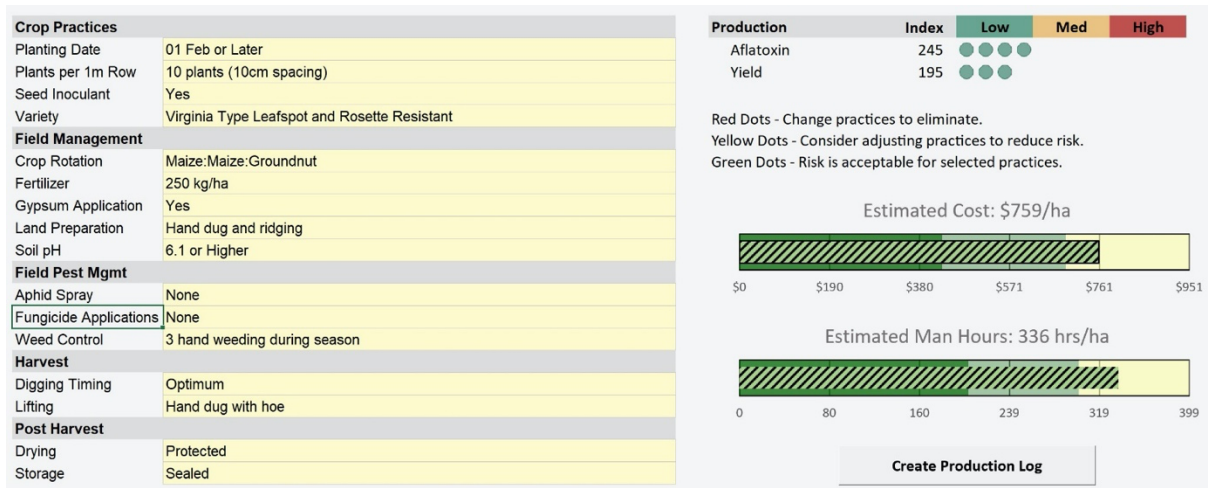 Crop Practices
Planting Date 01 Feb or Later
Plants per 1m Row 10 plants (10cm spacing)
Seed Inoculant Yes
Variety Virginia Type Leafspot and Rosette Resistant
Field Management
Crop Rotation Maize:Maize:Groundnut
Fertilizer 250 kg/ha
Gypsum Application Yes
Land Preparation Hand dug and ridging
Soil pH 6.1 or Higher
Field Pest Mgmt
Aphid Spray None
Fungicide Applications None
Weed Control 3 hand weeding during season
Harvest
Digging Timing Optimum
Lifting Hand dug with hoe
Post Harvest
Drying Protected
Storage Sealed
Production Index Low Med High
Aflatoxin 245
Yield 195
Red Dots - Change practices to eliminate.
Yellow Dots - Consider adjusting practices to reduce risk.
Green Dots - Risk is acceptable for selected practices.
Estimated Cost: $759/ha
$0 $190 $380 $571 $761 $951
Estimated Man Hours: 336 hrs/ha
0 80 160 239 319 399
Create Production Log